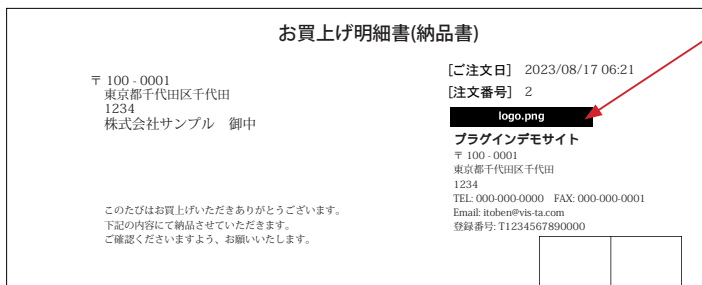 お買上げ明細書(納品書)
〒 100 - 0001
東京都千代田区千代田
1234
株式会社サンプル　御中
[ご注文日]　2023/08/17 06:21
[注文番号]　2
logo.png
プラグインデモサイト
〒 100 - 0001
東京都千代田区千代田
1234
TEL: 000-000-0000　FAX: 000-000-0001
Email: itoben@vis-ta.com
登録番号: T1234567890000
このたびはお買上げいただきありがとうございます。
下記の内容にて納品させていただきます。
ご確認くださいますよう、お願いいたします。